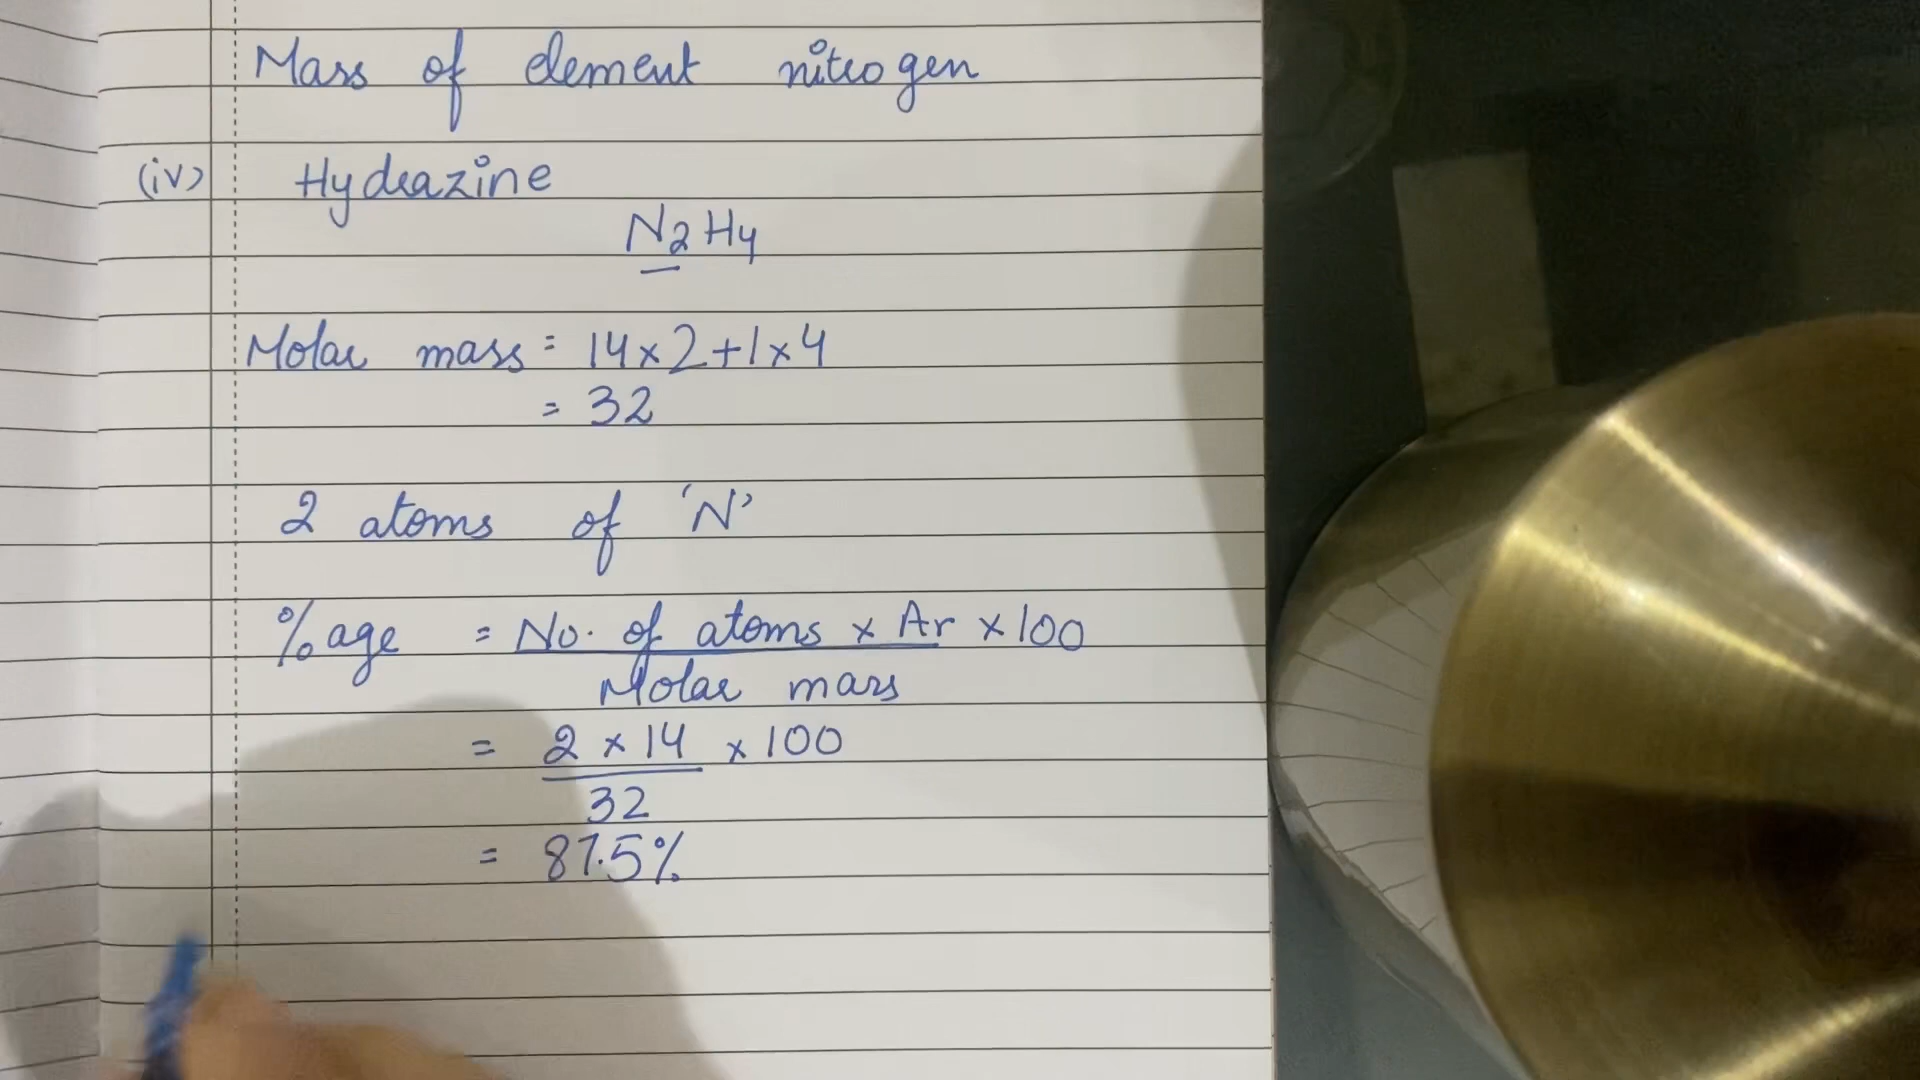 Mass of element nitrogen
(iv) Hydrazine
N2H4
Molar mass = 14 × 2 + 1 × 4
= 32
2 atoms of 'N'
% age = No. of atoms × Ar × 100
Molar mass
= 2 × 14 × 100
32
= 87.5%